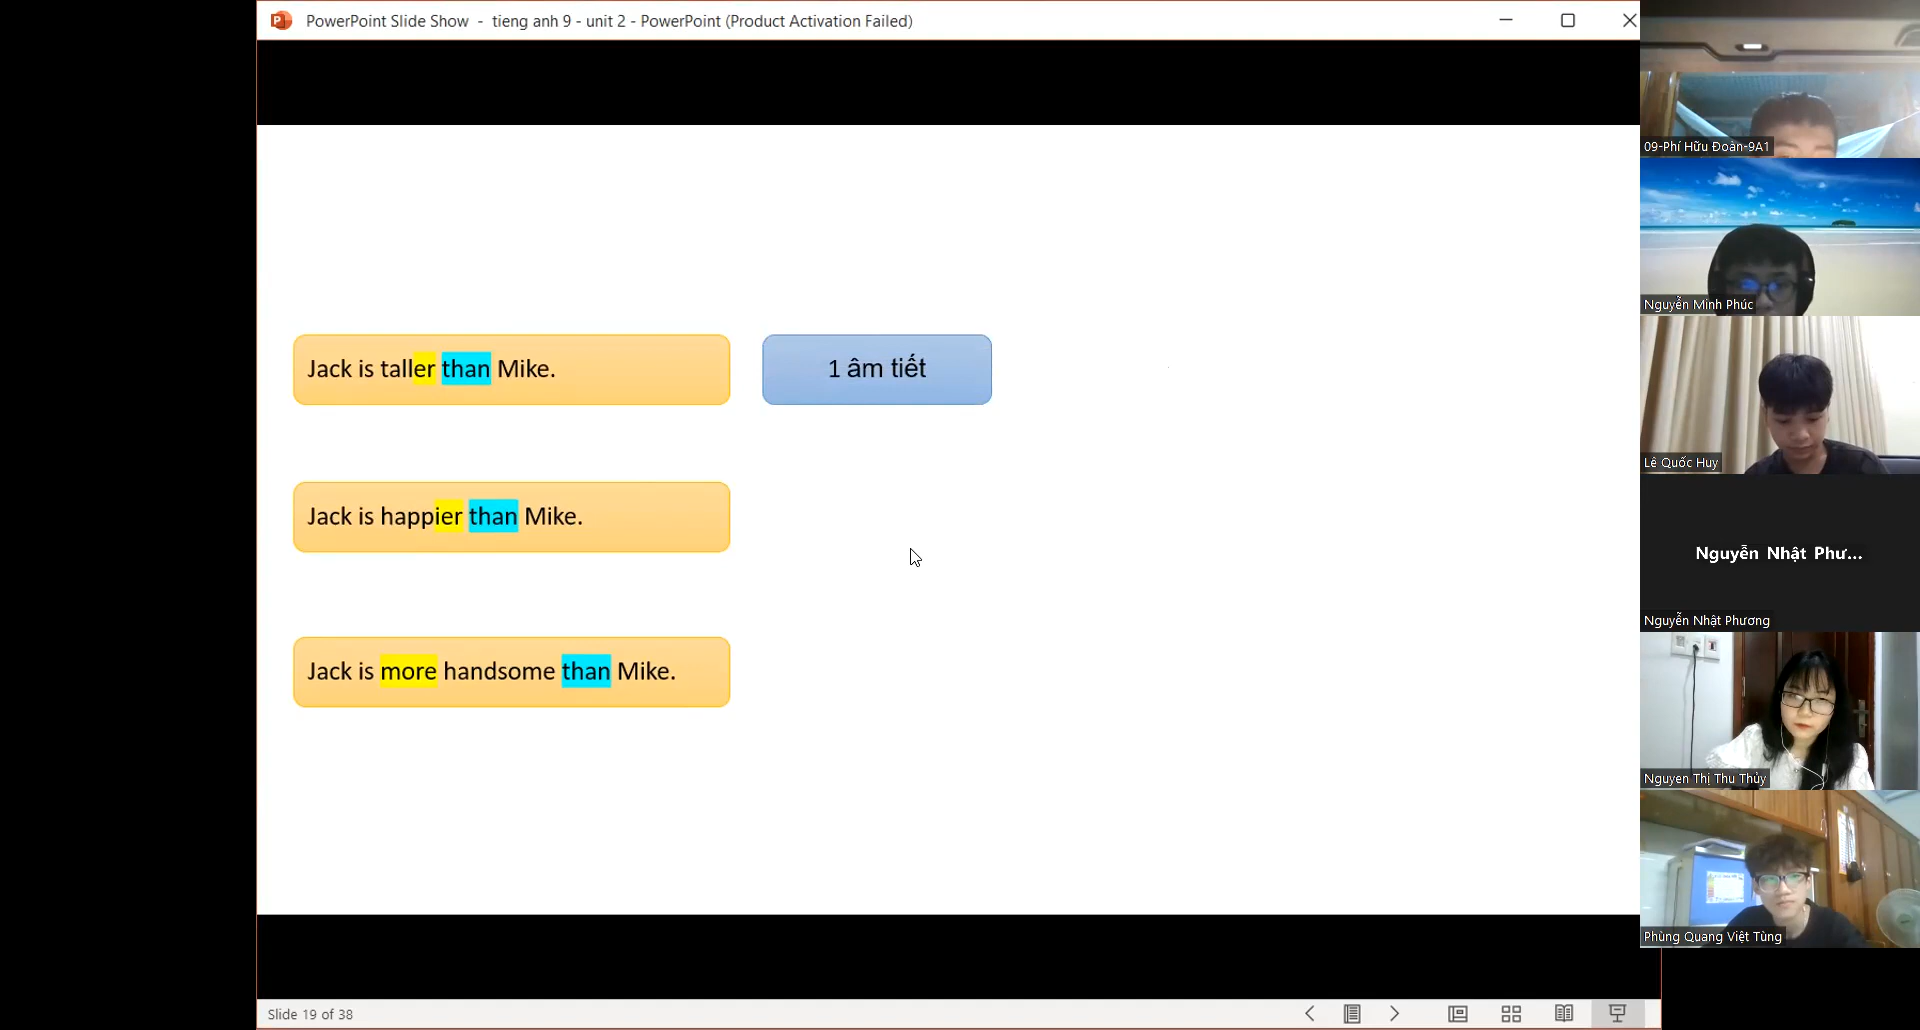 PowerPoint Slide Show - tieng anh 9 - unit 2 - PowerPoint (Product Activation Failed)
Jack is taller than Mike.
1 âm tiết
Jack is happier than Mike.
Jack is more handsome than Mike.
Slide 19 of 38
09-Phí Hữu Đoàn-9A1
Nguyễn Minh Phúc
Lê Quốc Huy
Nguyễn Nhật Phư...
Nguyễn Nhật Phương
Nguyen Thị Thu Thủy
Phùng Quang Việt Tùng